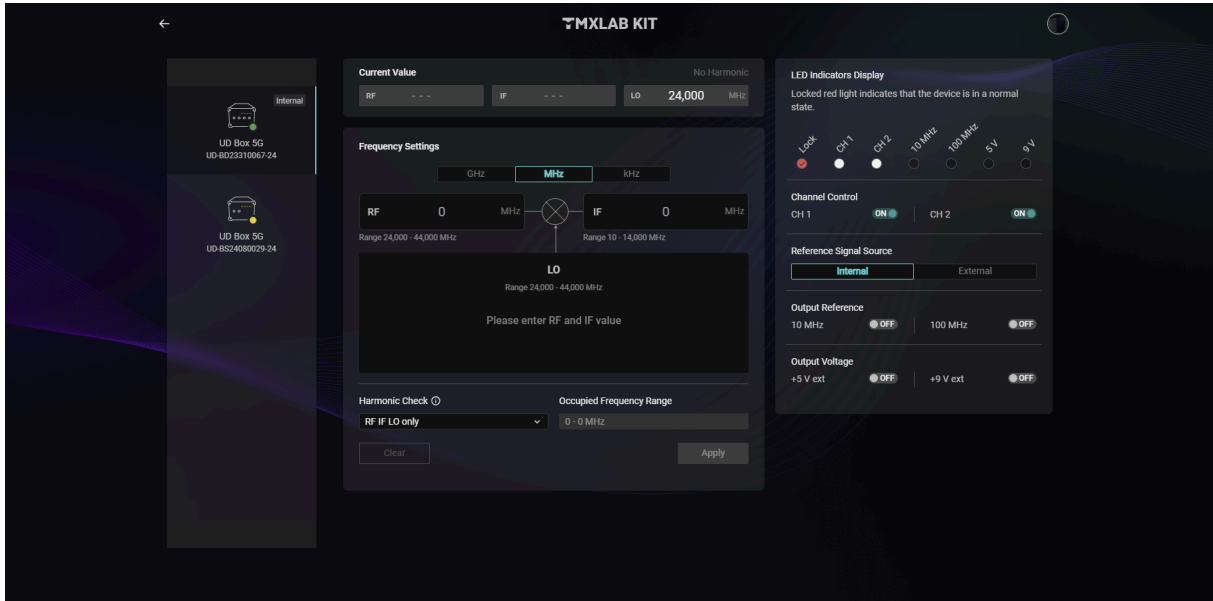 TMXLAB KIT
Internal
UD Box 5G
UD-BD23310067-24
UD Box 5G
UD-BS24080029-24
Current Value
No Harmonic
RF - - -
IF - - -
LO 24,000 MHz
Frequency Settings
GHz MHz kHz
RF 0 MHz
IF 0 MHz
Range 24,000 - 44,000 MHz
Range 10 - 14,000 MHz
LO
Range 24,000 - 44,000 MHz
Please enter RF and IF value
Harmonic Check
Occupied Frequency Range
RF IF LO only
0 - 0 MHz
Clear
Apply
LED Indicators Display
Locked red light indicates that the device is in a normal
state.
Lock CH 1 CH 2 10 MHz 100 MHz 5 V 9 V
Channel Control
CH 1 ON CH 2 ON
Reference Signal Source
Internal External
Output Reference
10 MHz OFF 100 MHz OFF
Output Voltage
+5 V ext OFF +9 V ext OFF